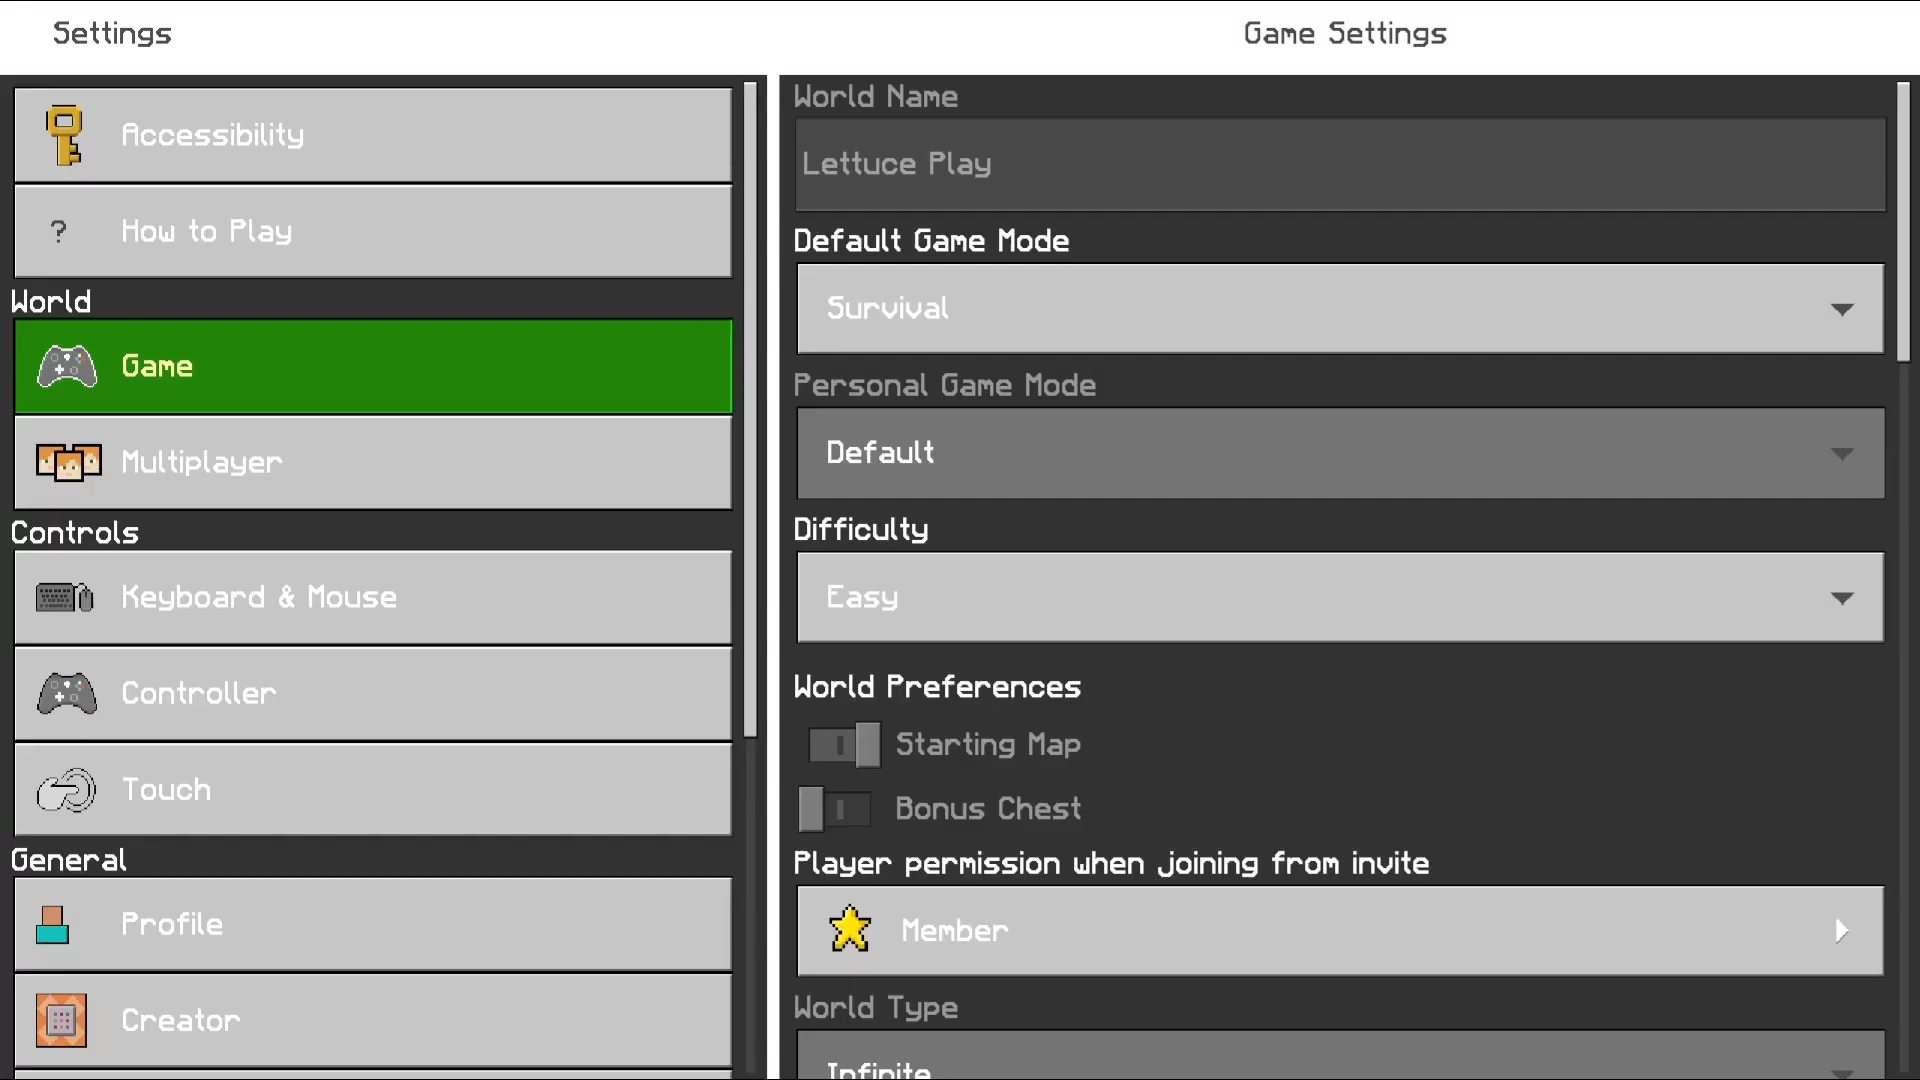 Settings
Game Settings
Accessibility
? How to Play
World
Game
Multiplayer
Controls
Keyboard & Mouse
Controller
Touch
General
Profile
Creator
World Name
Lettuce Play
Default Game Mode
Survival
Personal Game Mode
Default
Difficulty
Easy
World Preferences
Starting Map
Bonus Chest
Player permission when joining from invite
Member
World Type
Infinite